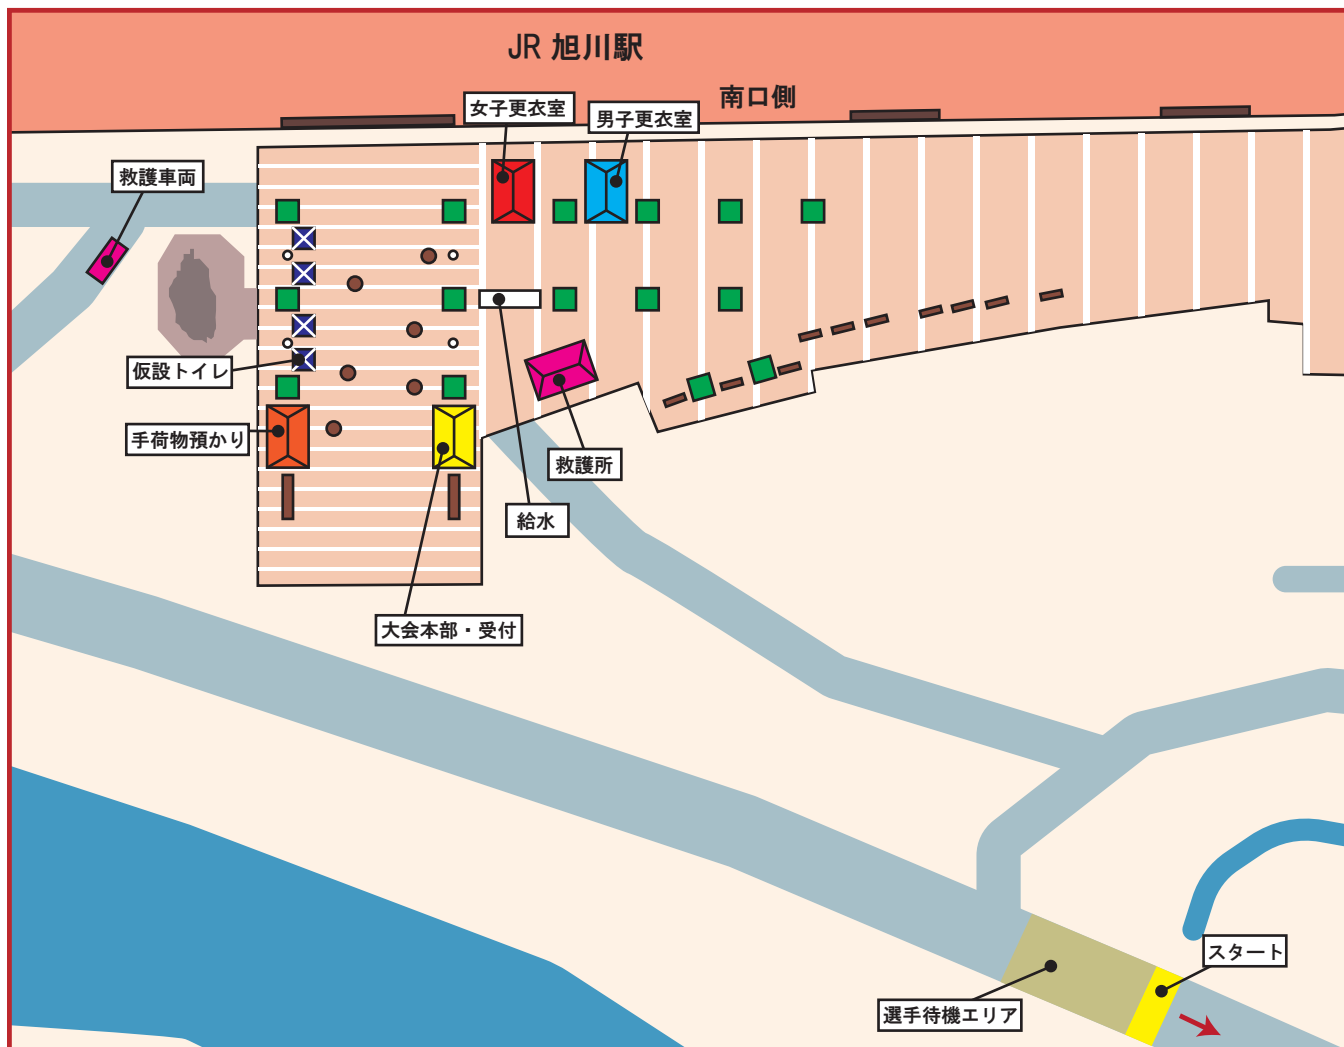 JR 旭川駅
南口側
女子更衣室
男子更衣室
救護車両
仮設トイレ
手荷物預かり
救護所
給水
大会本部・受付
スタート
選手待機エリア